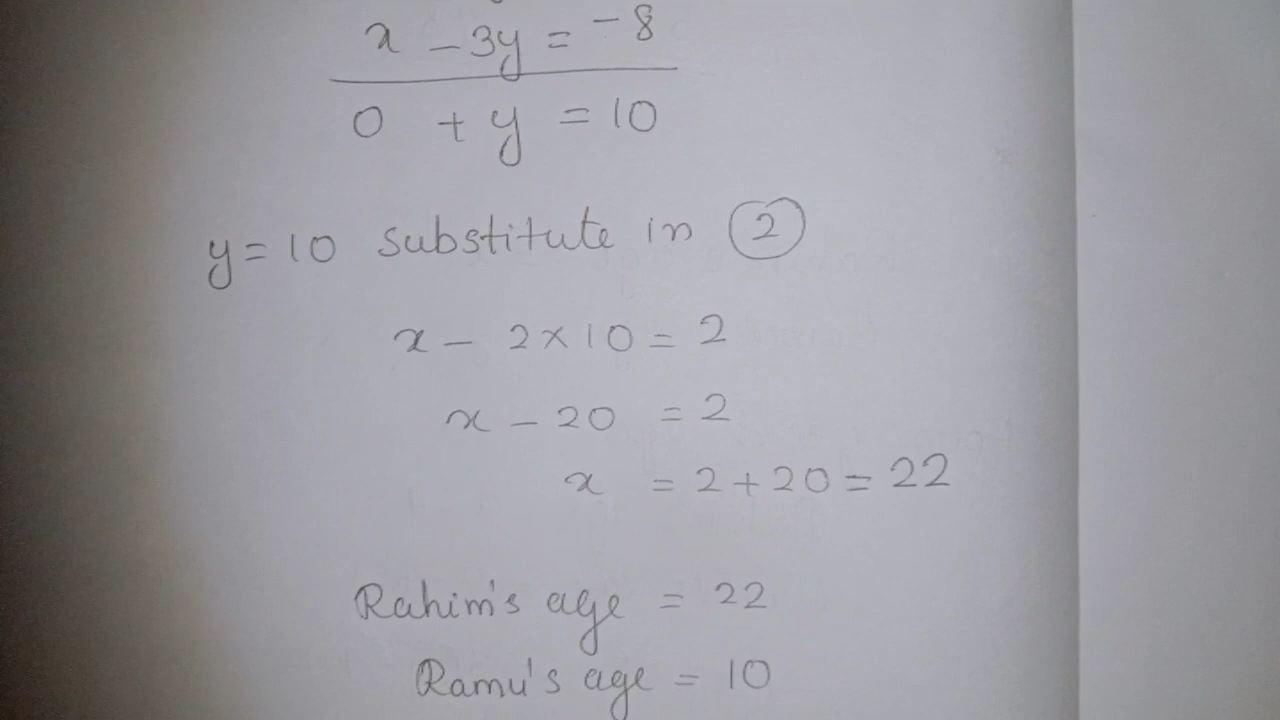 x - 3y = -8
0 + y = 10
y = 10 substitute in 2
x - 2 × 10 = 2
x - 20 = 2
x = 2 + 20 = 22
Rahim's age = 22
Ramu's age = 10